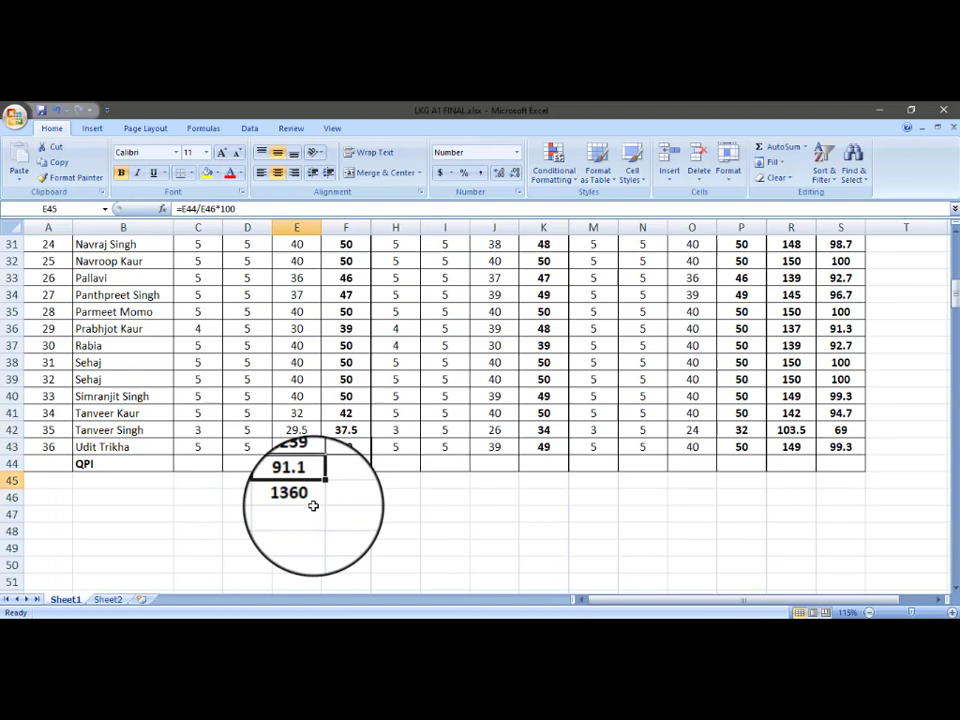 LKG A1 FINAL.xlsx - Microsoft Excel
Home Insert Page Layout Formulas Data Review View
Paste
Cut
Copy
Format Painter
Clipboard
Calibri 11
B I U
Font
Wrap Text
Merge & Center
Alignment
Number
$ % ,
Number
Conditional Formatting
Format as Table
Cell Styles
Styles
Insert Delete Format
Cells
Σ AutoSum
Fill
Clear
Sort & Filter
Find & Select
Editing
E45 fx =E44/E46*100
A B C D E F H I J K M N O P R S T
31 24 Navraj Singh 5 5 40 50 5 5 38 48 5 5 40 50 148 98.7
32 25 Navroop Kaur 5 5 40 50 5 5 40 50 5 5 40 50 150 100
33 26 Pallavi 5 5 36 46 5 5 37 47 5 5 36 46 139 92.7
34 27 Panthpreet Singh 5 5 37 47 5 5 39 49 5 5 39 49 145 96.7
35 28 Parmeet Momo 5 5 40 50 5 5 40 50 5 5 40 50 150 100
36 29 Prabhjot Kaur 4 5 30 39 4 5 39 48 5 5 40 50 137 91.3
37 30 Rabia 5 5 40 50 4 5 30 39 5 5 40 50 139 92.7
38 31 Sehaj 5 5 40 50 5 5 40 50 5 5 40 50 150 100
39 32 Sehaj 5 5 40 50 5 5 40 50 5 5 40 50 150 100
40 33 Simranjit Singh 5 5 40 50 5 5 39 49 5 5 40 50 149 99.3
41 34 Tanveer Kaur 5 5 32 42 5 5 40 50 5 5 40 50 142 94.7
42 35 Tanveer Singh 3 5 29.5 37.5 3 5 26 34 3 5 24 32 103.5 69
43 36 Udit Trikha 5 5 5 5 39 49 5 5 40 50 149 99.3
44 QPI
45 91.1
46 1360
47
48
49
50
51
Sheet1 Sheet2
Ready 115%